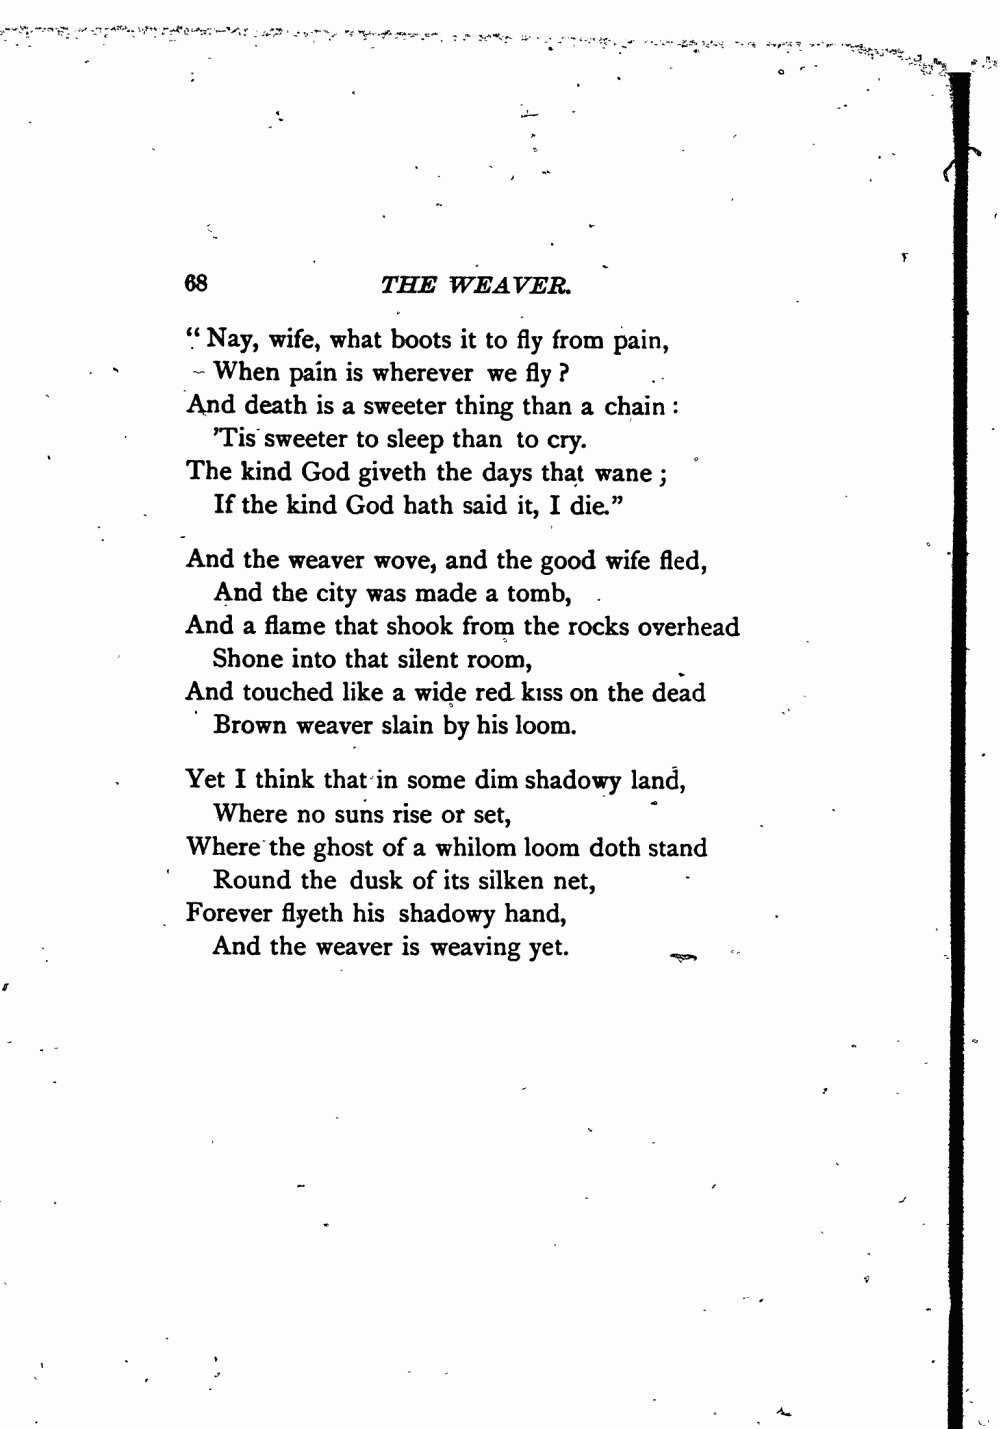 68 THE WEAVER.
“Nay, wife, what boots it to fly from pain,
When pain is wherever we fly?
And death is a sweeter thing than a chain:
’Tis sweeter to sleep than to cry.
The kind God giveth the days that wane;
If the kind God hath said it, I die.”
And the weaver wove, and the good wife fled,
And the city was made a tomb,
And a flame that shook from the rocks overhead
Shone into that silent room,
And touched like a wide red kiss on the dead
Brown weaver slain by his loom.
Yet I think that in some dim shadowy land,
Where no suns rise or set,
Where the ghost of a whilom loom doth stand
Round the dusk of its silken net,
Forever flyeth his shadowy hand,
And the weaver is weaving yet.